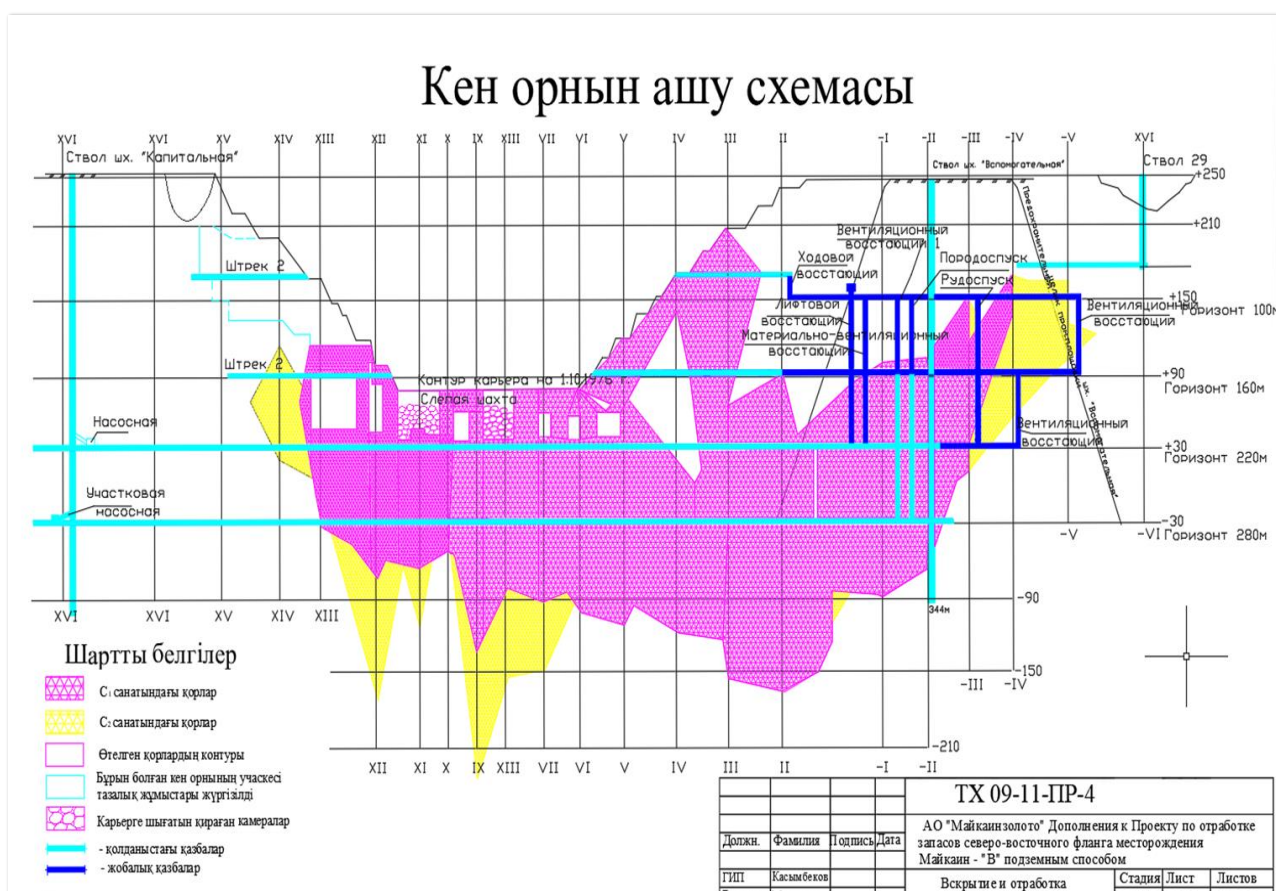 Кен орнын ашу схемасы
XVI XVI XV XIV XIII XII XI X IX XIII VII VI V IV III II -I -II -III -IV -V XVI
Ствол шх. "Капитальная"
Ствол шх. "Вспомогательная"
Ствол 29
+250
+210
Вентиляционный восстающий 1
Ходовой восстающий
Породоспуск
Рудоспуск
Предохранительный целик промплощадки шх. "Вспомогательная"
Штрек 2
+150
Горизонт 100м
Лифтовой восстающий
Вентиляционный восстающий
Материально-вентиляционный восстающий
Штрек 2
Контур карьера на 1.10.1976 г.
+90
Горизонт 160м
Слепая шахта
Насосная
Вентиляционный восстающий
+30
Горизонт 220м
Участковая насосная
-30
-V -VI
Горизонт 280м
-90
344м
XVI XVI XV XIV XIII
-150
-III -IV
-210
XII XI X IX XIII VII VI V IV III II -I -II
Шартты белгілер
C₁ санатындағы қорлар
C₂ санатындағы қорлар
Өтелген қорлардың контуры
Бұрын болған кен орнының учаскесі
тазалық жұмыстары жүргізілді
Карьерге шығатын қираған камералар
- қолданыстағы қазбалар
- жобалық қазбалар
ТХ 09-11-ПР-4
АО "Майкаинзолото" Дополнения к Проекту по отработке
запасов северо-восточного фланга месторождения
Майкаин - "В" подземным способом
Должн. Фамилия Подпись Дата
ГИП Касымбеков
Вскрытие и отработка
Стадия Лист Листов